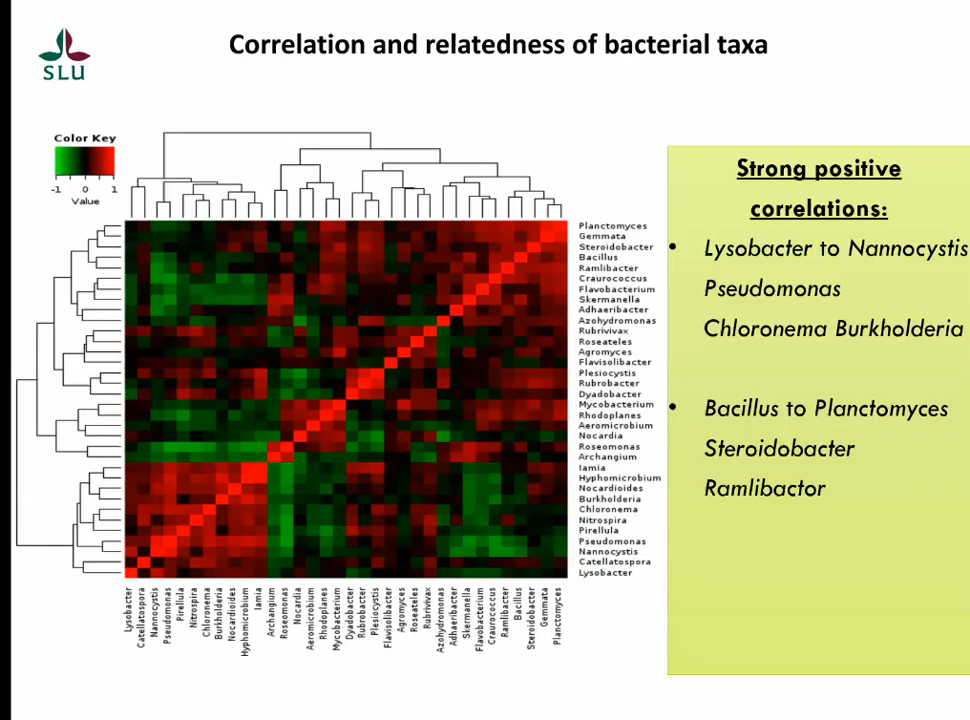 SLU
Correlation and relatedness of bacterial taxa
Color Key
-1 0 1
Value
Planctomyces
Gemmata
Steroidobacter
Bacillus
Ramlibacter
Craurococcus
Flavobacterium
Skermanella
Adhaeribacter
Azohydromonas
Rubrivivax
Roseateles
Agromyces
Flavisolibacter
Plesiocystis
Rubrobacter
Dyadobacter
Mycobacterium
Rhodoplanes
Aeromicrobium
Nocardia
Roseomonas
Archangium
Iamia
Hyphomicrobium
Nocardioides
Burkholderia
Chloronema
Nitrospira
Pirellula
Pseudomonas
Nannocystis
Catellatospora
Lysobacter
Lysobacter
Catellatospora
Nannocystis
Pseudomonas
Pirellula
Nitrospira
Chloronema
Burkholderia
Nocardioides
Hyphomicrobium
Iamia
Archangium
Roseomonas
Nocardia
Aeromicrobium
Rhodoplanes
Mycobacterium
Dyadobacter
Rubrobacter
Plesiocystis
Flavisolibacter
Agromyces
Roseateles
Rubrivivax
Azohydromonas
Adhaeribacter
Skermanella
Flavobacterium
Craurococcus
Ramlibacter
Bacillus
Steroidobacter
Gemmata
Planctomyces
Strong positive
correlations:
• Lysobacter to Nannocystis
Pseudomonas
Chloronema Burkholderia
• Bacillus to Planctomyces
Steroidobacter
Ramlibactor